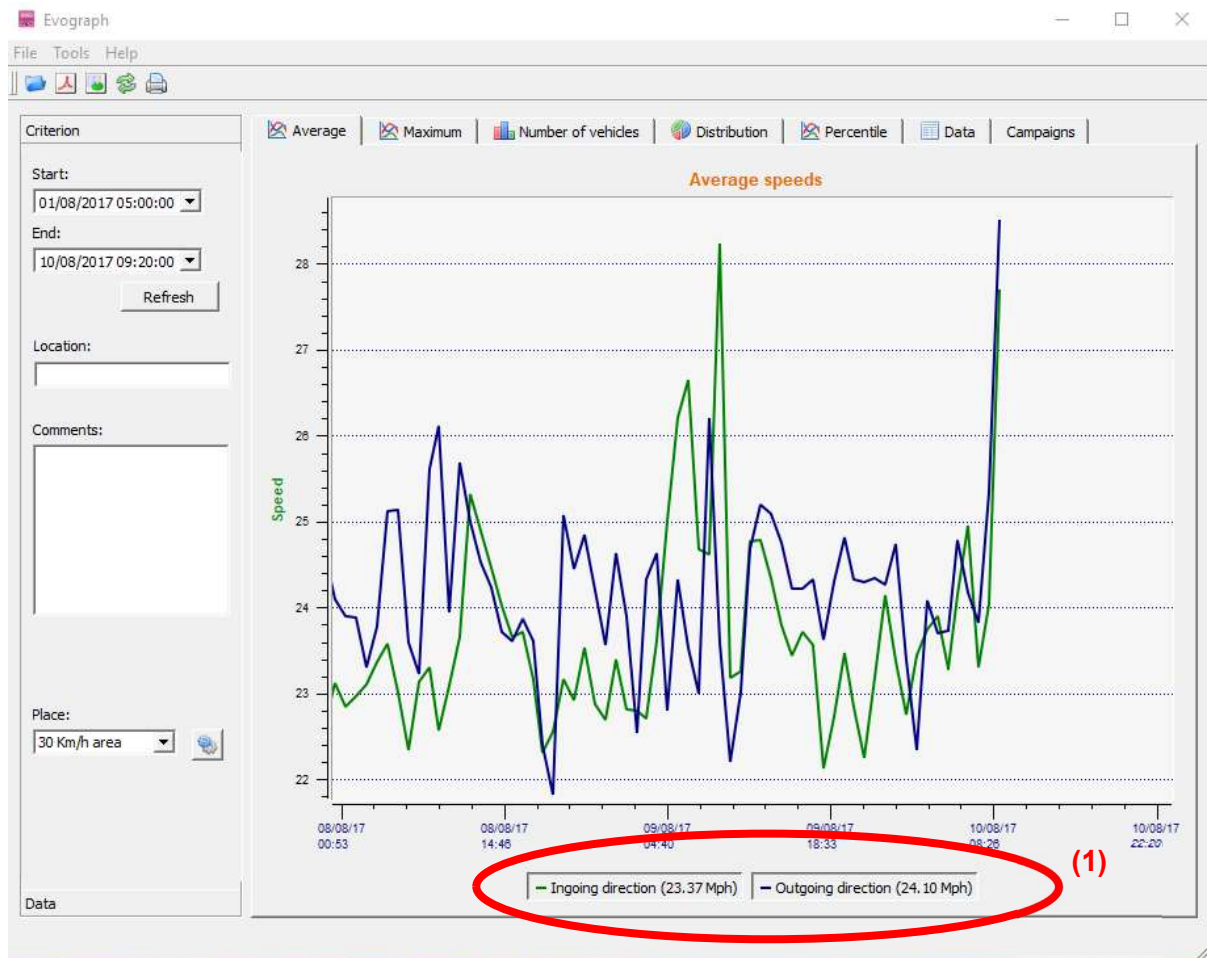 Evograph
File Tools Help
Criterion
Start:
01/08/2017 05:00:00
End:
10/08/2017 09:20:00
Refresh
Location:
Comments:
Place:
30 Km/h area
Data
Average Maximum Number of vehicles Distribution Percentile Data Campaigns
Average speeds
Speed
28
27
26
25
24
23
22
08/08/17 08/08/17 09/08/17 09/08/17 10/08/17 10/08/17
00:53 14:46 04:40 18:33 08:26 22:20
Ingoing direction (23.37 Mph) Outgoing direction (24.10 Mph)
(1)